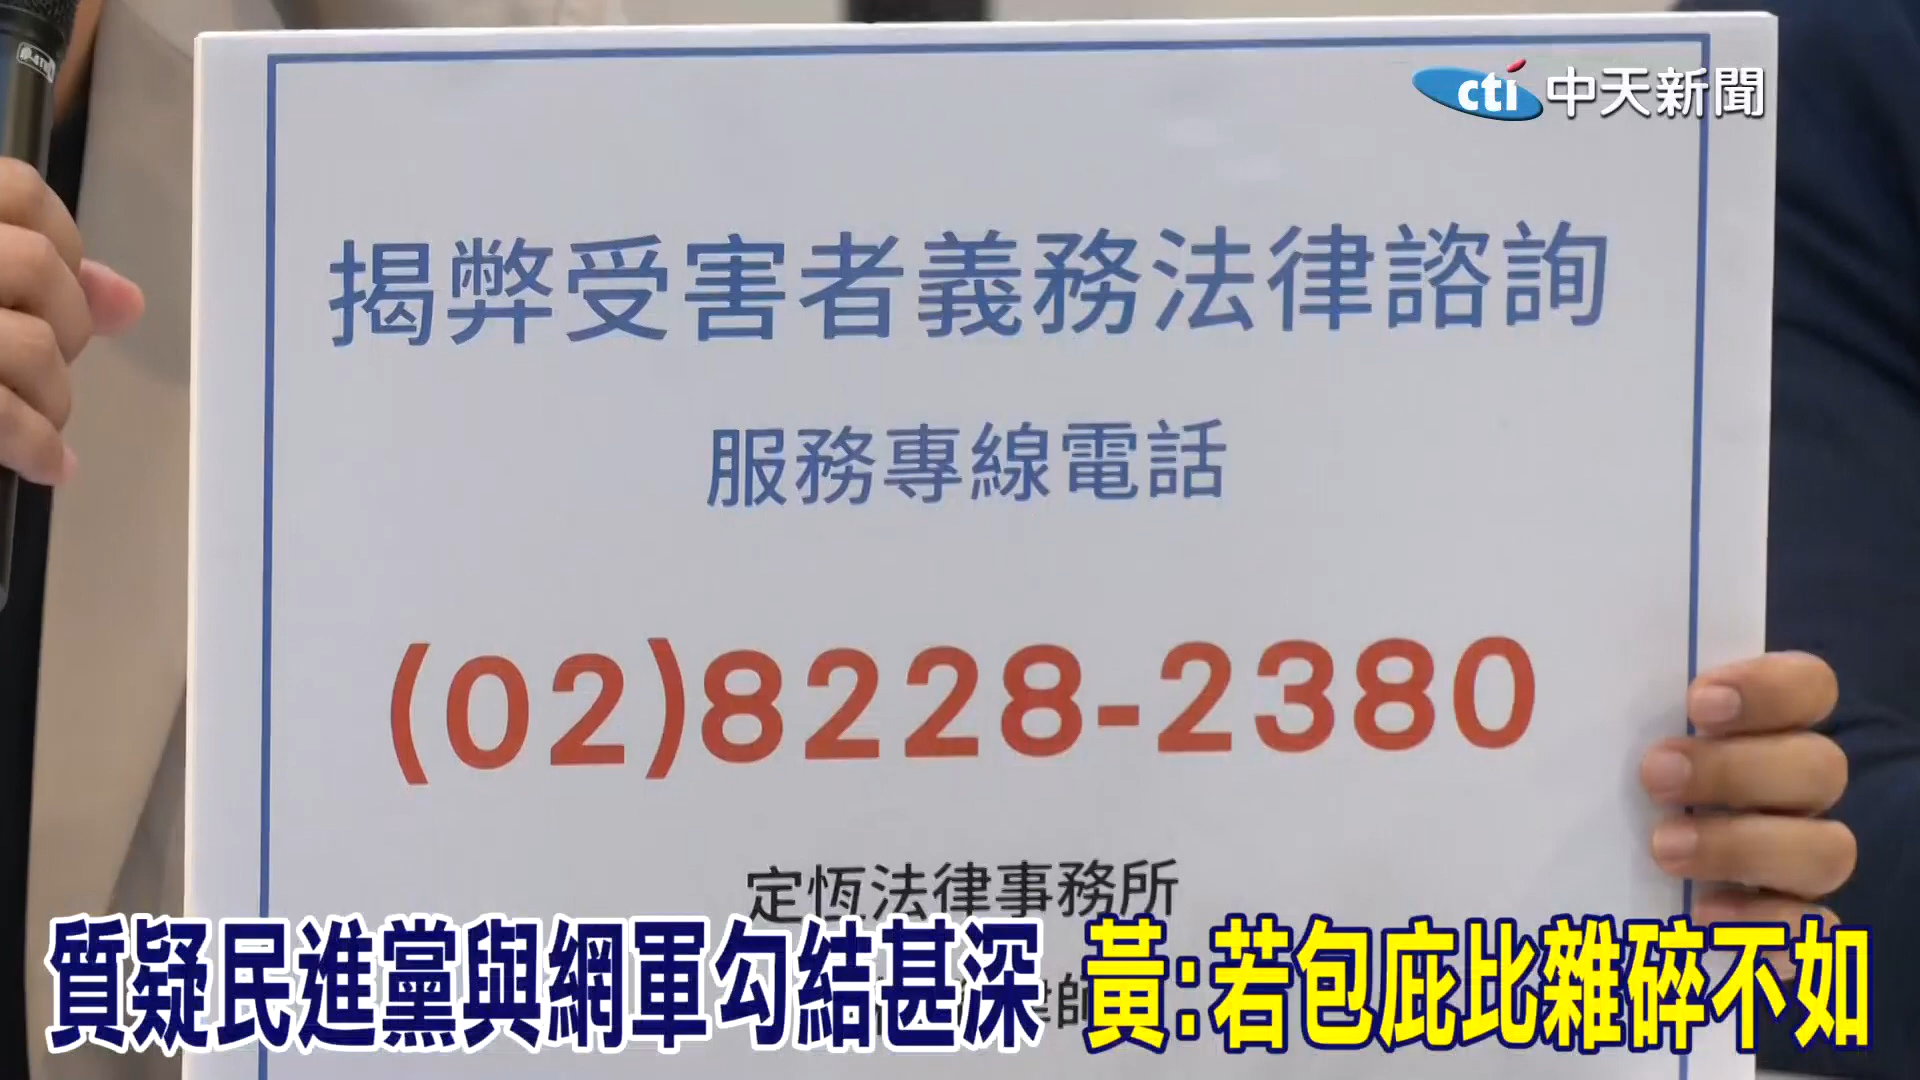 cti 中天新聞
揭弊受害者義務法律諮詢
服務專線電話
(02)8228-2380
定恆法律事務所
律師
質疑民進黨與網軍勾結甚深 黃:若包庇比雜碎不如